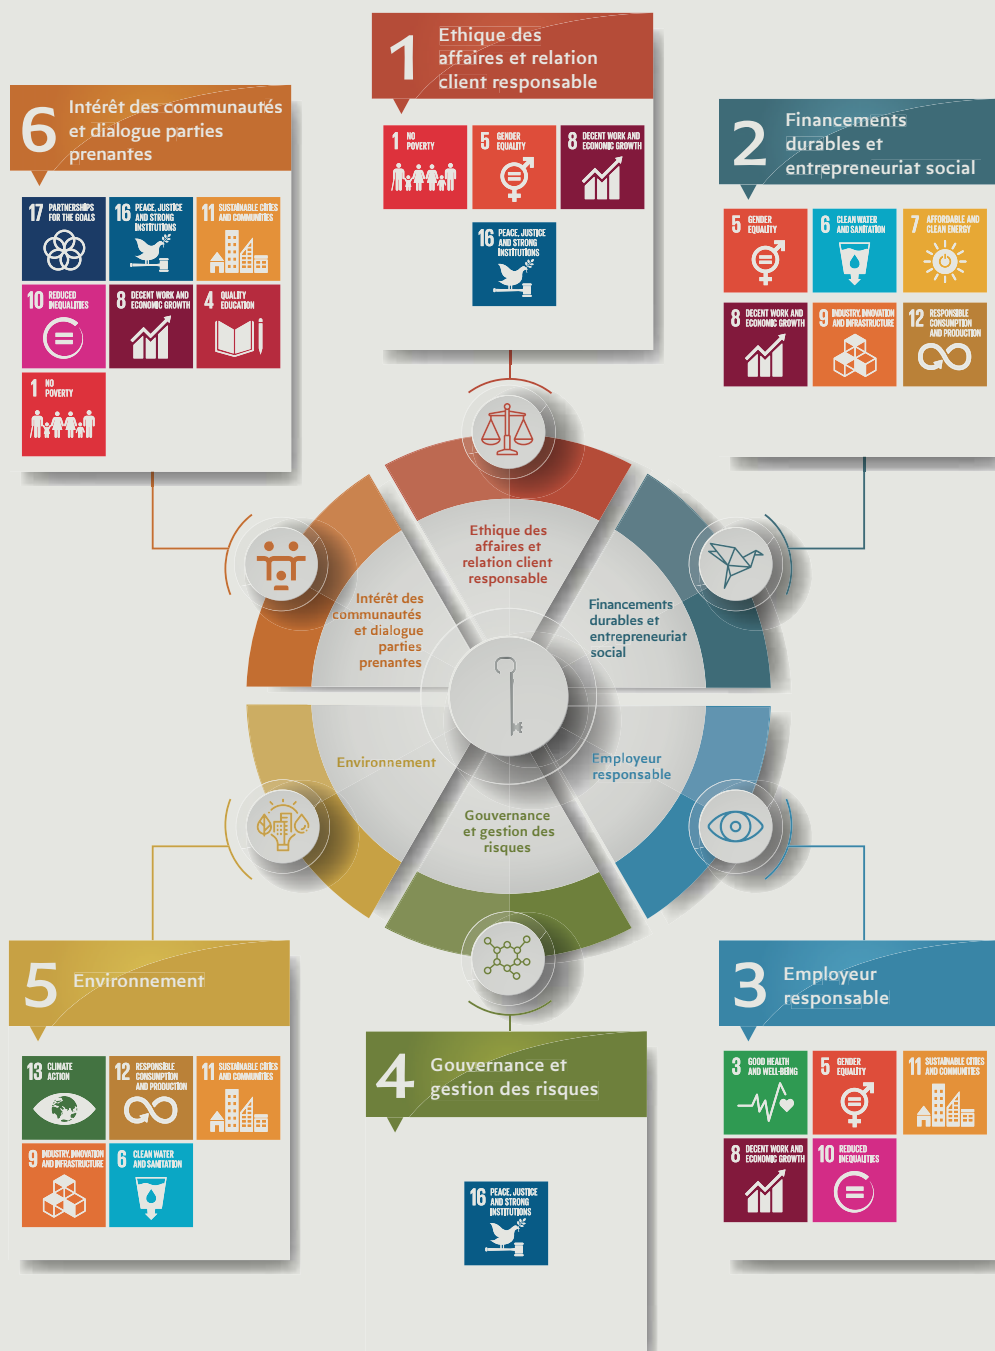 1
Ethique des
affaires et relation
client responsable
1 NO
POVERTY
5 GENDER
EQUALITY
8 DECENT WORK AND
ECONOMIC GROWTH
16 PEACE, JUSTICE
AND STRONG
INSTITUTIONS
6
Intérêt des communautés
et dialogue parties
prenantes
17 PARTNERSHIPS
FOR THE GOALS
16 PEACE, JUSTICE
AND STRONG
INSTITUTIONS
11 SUSTAINABLE CITIES
AND COMMUNITIES
10 REDUCED
INEQUALITIES
8 DECENT WORK AND
ECONOMIC GROWTH
4 QUALITY
EDUCATION
1 NO
POVERTY
2
Financements
durables et
entrepreneuriat social
5 GENDER
EQUALITY
6 CLEAN WATER
AND SANITATION
7 AFFORDABLE AND
CLEAN ENERGY
8 DECENT WORK AND
ECONOMIC GROWTH
9 INDUSTRY, INNOVATION
AND INFRASTRUCTURE
12 RESPONSIBLE
CONSUMPTION
AND PRODUCTION
Ethique des
affaires et
relation client
responsable
Intérêt des
communautés
et dialogue
parties
prenantes
Financements
durables et
entrepreneuriat
social
Environnement
Employeur
responsable
Gouvernance
et gestion des
risques
5
Environnement
13 CLIMATE
ACTION
12 RESPONSIBLE
CONSUMPTION
AND PRODUCTION
11 SUSTAINABLE CITIES
AND COMMUNITIES
9 INDUSTRY, INNOVATION
AND INFRASTRUCTURE
6 CLEAN WATER
AND SANITATION
4
Gouvernance et
gestion des risques
16 PEACE, JUSTICE
AND STRONG
INSTITUTIONS
3
Employeur
responsable
3 GOOD HEALTH
AND WELL-BEING
5 GENDER
EQUALITY
11 SUSTAINABLE CITIES
AND COMMUNITIES
8 DECENT WORK AND
ECONOMIC GROWTH
10 REDUCED
INEQUALITIES